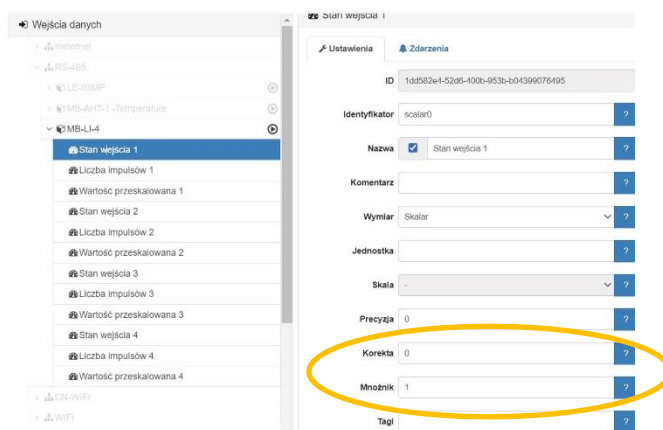 Wejścia danych
meternet
RS-485
LE-03MF
MB-AHT-1 -Temperature
MB-LI-4
Stan wejścia 1
Liczba impulsów 1
Wartość przeskalowana 1
Stan wejścia 2
Liczba impulsów 2
Wartość przeskalowana 2
Stan wejścia 3
Liczba impulsów 3
Wartość przeskalowana 3
Stan wejścia 4
Liczba impulsów 4
Wartość przeskalowana 4
CN-WIFI
WIFI
Stan wejścia 1
Ustawienia Zdarzenia
ID 1dd582e4-52d6-400b-953b-b04399076495
Identyfikator scalar0 ?
Nazwa Stan wejścia 1 ?
Komentarz ?
Wymiar Skalar ?
Jednostka ?
Skala - ?
Precyzja 0 ?
Korekta 0 ?
Mnożnik 1 ?
Tagi ?